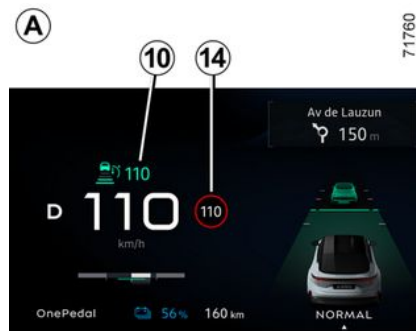 A
71760
10
14
Av de Lauzun
150 m
110
D
110
110
km/h
OnePedal
56%
160 km
NORMAL